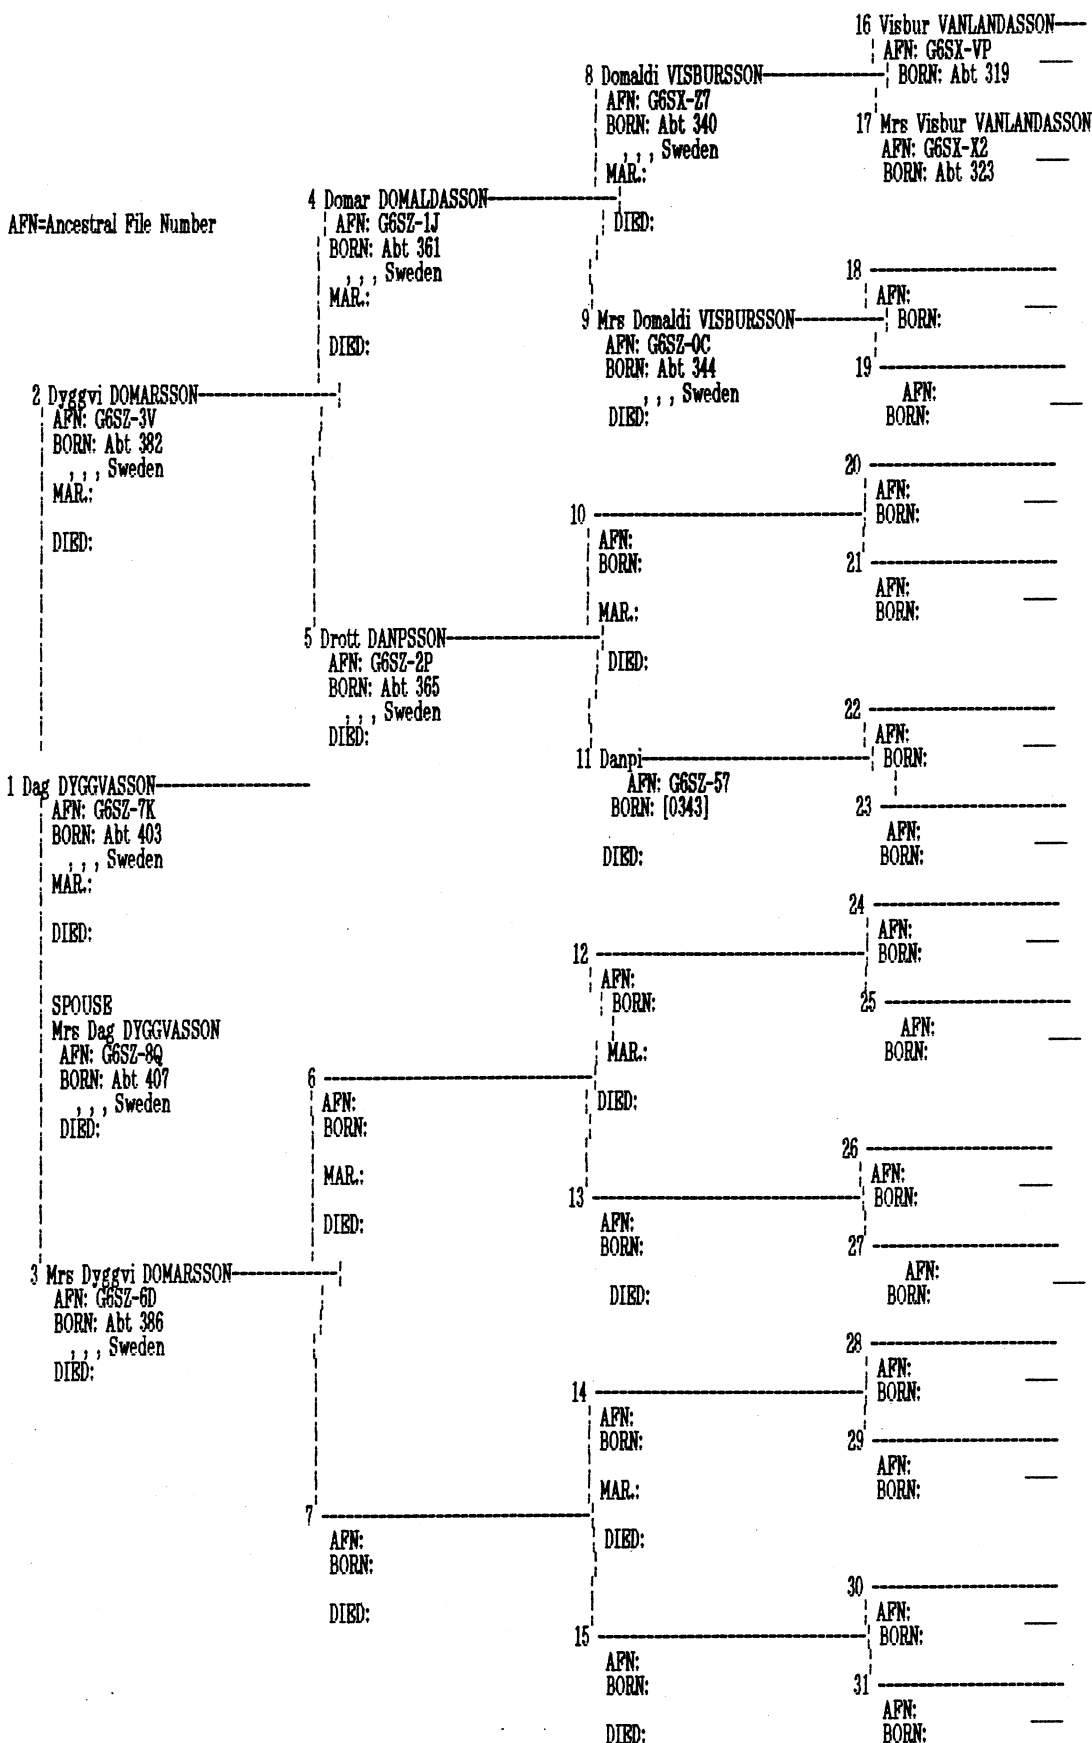 AFN=Ancestral File Number
1 Dag DYGGVASSON
AFN: G6SZ-7K
BORN: Abt 403
, , , Sweden
MAR.:
DIED:
SPOUSE
Mrs Dag DYGGVASSON
AFN: G6SZ-8Q
BORN: Abt 407
, , , Sweden
DIED:
2 Dyggvi DOMARSSON
AFN: G6SZ-3V
BORN: Abt 382
, , , Sweden
MAR.:
DIED:
3 Mrs Dyggvi DOMARSSON
AFN: G6SZ-6D
BORN: Abt 386
, , , Sweden
DIED:
4 Domar DOMALDASSON
AFN: G6SZ-1J
BORN: Abt 361
, , , Sweden
MAR.:
DIED:
5 Drott DANPSSON
AFN: G6SZ-2P
BORN: Abt 365
, , , Sweden
DIED:
6
AFN:
BORN:
MAR.:
DIED:
7
AFN:
BORN:
DIED:
8 Domaldi VISBURSSON
AFN: G6SX-Z7
BORN: Abt 340
, , , Sweden
MAR.:
DIED:
9 Mrs Domaldi VISBURSSON
AFN: G6SZ-0C
BORN: Abt 344
, , , Sweden
DIED:
10
AFN:
BORN:
MAR.:
DIED:
11 Danpi
AFN: G6SZ-57
BORN: [0343]
DIED:
12
AFN:
BORN:
MAR.:
DIED:
13
AFN:
BORN:
DIED:
14
AFN:
BORN:
MAR.:
DIED:
15
AFN:
BORN:
DIED:
16 Visbur VANLANDASSON
AFN: G6SX-VP
BORN: Abt 319
17 Mrs Visbur VANLANDASSON
AFN: G6SX-X2
BORN: Abt 323
18
AFN:
BORN:
19
AFN:
BORN:
20
AFN:
BORN:
21
AFN:
BORN:
22
AFN:
BORN:
23
AFN:
BORN:
24
AFN:
BORN:
25
AFN:
BORN:
26
AFN:
BORN:
27
AFN:
BORN:
28
AFN:
BORN:
29
AFN:
BORN:
30
AFN:
BORN:
31
AFN:
BORN: